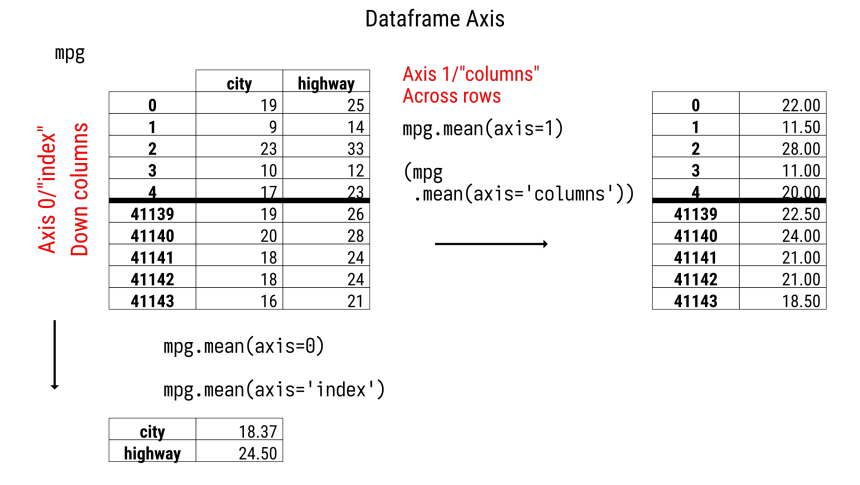 Dataframe Axis
mpg
city highway
0 19 25
1 9 14
2 23 33
3 10 12
4 17 23
41139 19 26
41140 20 28
41141 18 24
41142 18 24
41143 16 21
Axis 0/"index"
Down columns
Axis 1/"columns"
Across rows
mpg.mean(axis=1)
(mpg
.mean(axis='columns'))
0 22.00
1 11.50
2 28.00
3 11.00
4 20.00
41139 22.50
41140 24.00
41141 21.00
41142 21.00
41143 18.50
mpg.mean(axis=0)
mpg.mean(axis='index')
city 18.37
highway 24.50